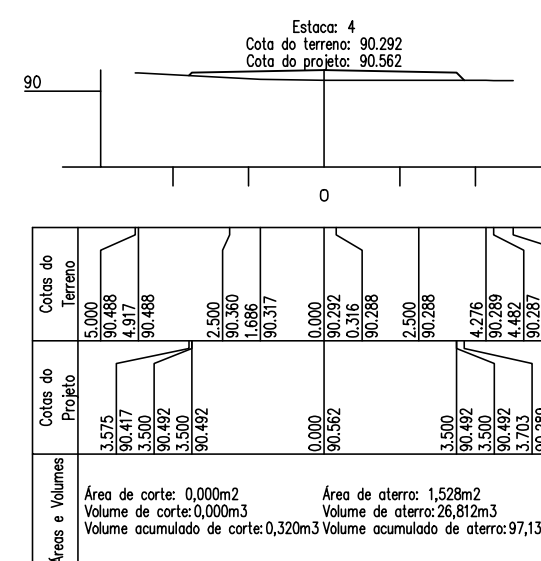 Estaca: 4
Cota do terreno: 90.292
Cota do projeto: 90.562
90
0
Cotas do
Terreno
5.000
90.488
4.917
90.488
2.500
90.360
1.686
90.317
0.000
90.292
0.316
90.288
2.500
90.288
4.276
90.289
4.482
90.287
Cotas do
Projeto
3.575
90.417
3.500
90.492
3.500
90.492
0.000
90.562
3.500
90.492
3.500
90.492
3.703
90.289
Áreas e Volumes
Área de corte: 0,000m2
Volume de corte:0,000m3
Volume acumulado de corte:0,320m3
Área de aterro: 1,528m2
Volume de aterro:26,812m3
Volume acumulado de aterro:97,13